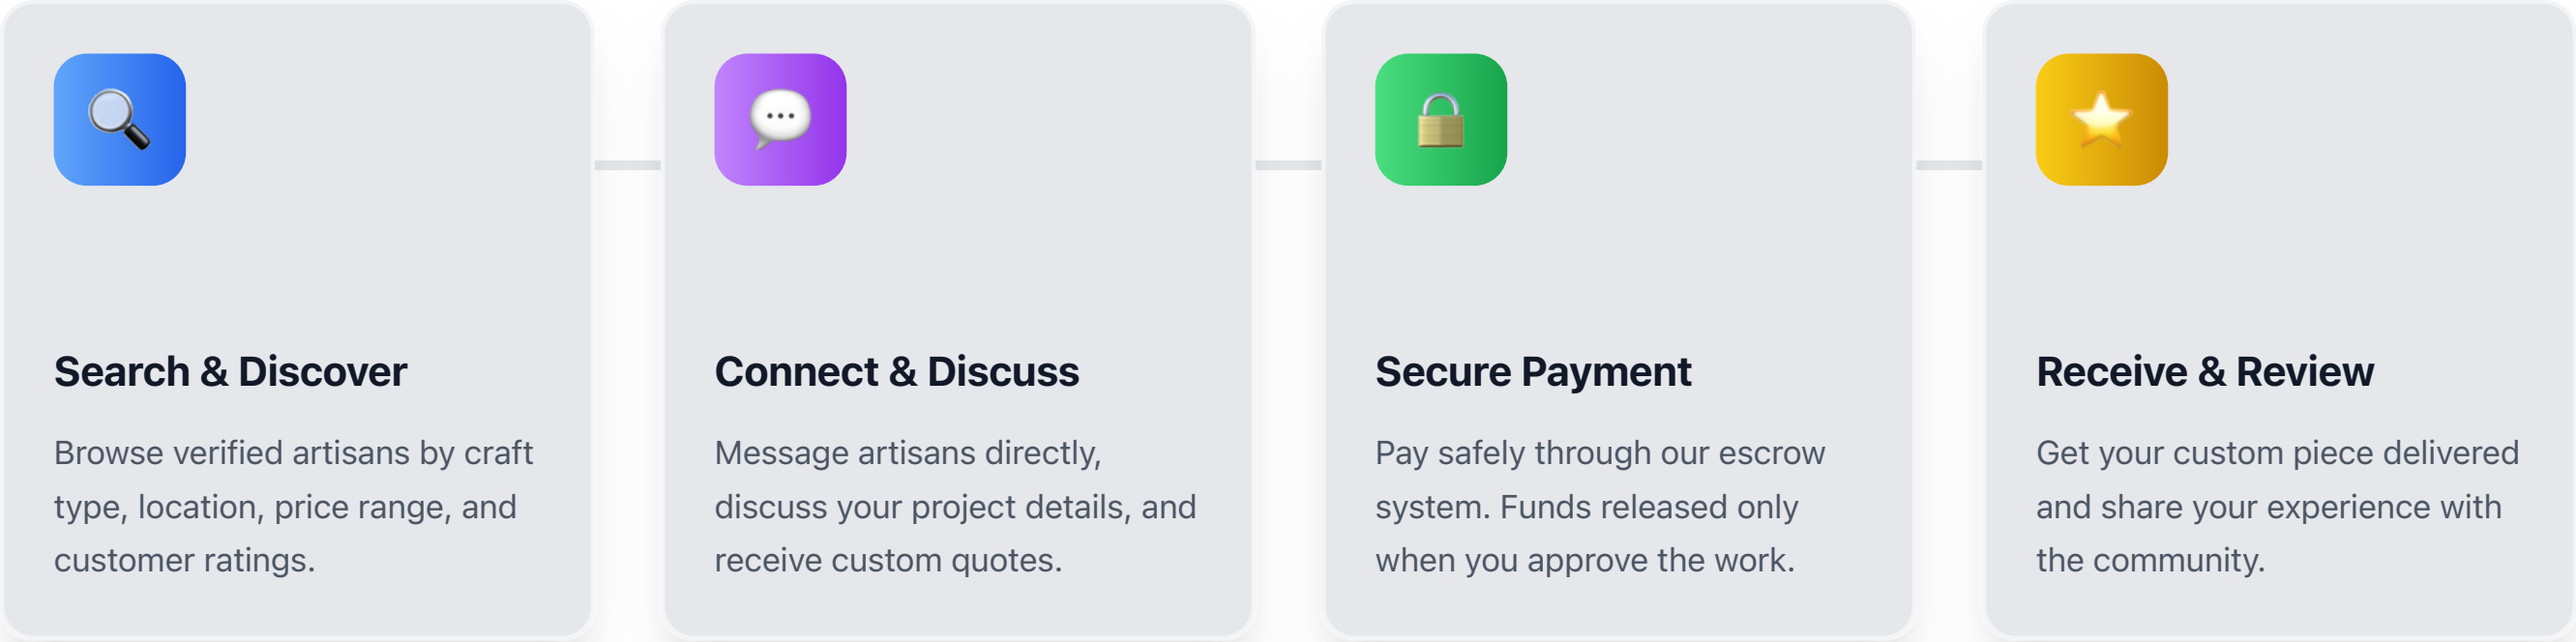 Search & Discover
Browse verified artisans by craft
type, location, price range, and
customer ratings.
Connect & Discuss
Message artisans directly,
discuss your project details, and
receive custom quotes.
Secure Payment
Pay safely through our escrow
system. Funds released only
when you approve the work.
Receive & Review
Get your custom piece delivered
and share your experience with
the community.